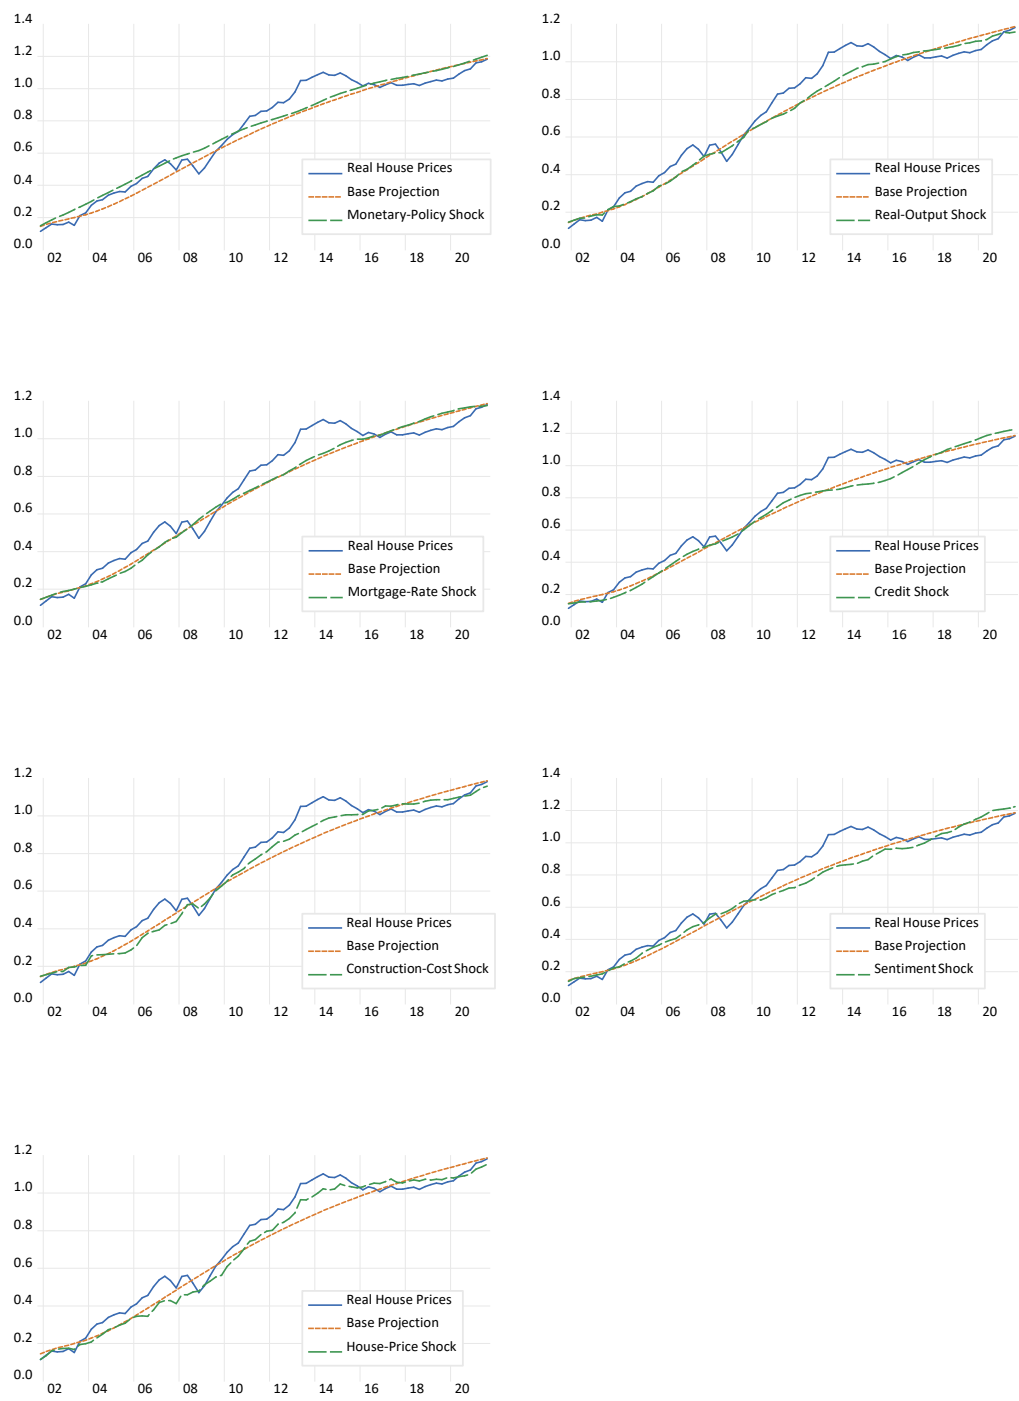 1.4
1.2
1.0
0.8
0.6
0.4
0.2
0.0
02 04 06 08 10 12 14 16 18 20
Real House Prices
Base Projection
Monetary-Policy Shock
1.2
1.0
0.8
0.6
0.4
0.2
0.0
02 04 06 08 10 12 14 16 18 20
Real House Prices
Base Projection
Real-Output Shock
1.2
1.0
0.8
0.6
0.4
0.2
0.0
02 04 06 08 10 12 14 16 18 20
Real House Prices
Base Projection
Mortgage-Rate Shock
1.4
1.2
1.0
0.8
0.6
0.4
0.2
0.0
02 04 06 08 10 12 14 16 18 20
Real House Prices
Base Projection
Credit Shock
1.2
1.0
0.8
0.6
0.4
0.2
0.0
02 04 06 08 10 12 14 16 18 20
Real House Prices
Base Projection
Construction-Cost Shock
1.4
1.2
1.0
0.8
0.6
0.4
0.2
0.0
02 04 06 08 10 12 14 16 18 20
Real House Prices
Base Projection
Sentiment Shock
1.2
1.0
0.8
0.6
0.4
0.2
0.0
02 04 06 08 10 12 14 16 18 20
Real House Prices
Base Projection
House-Price Shock